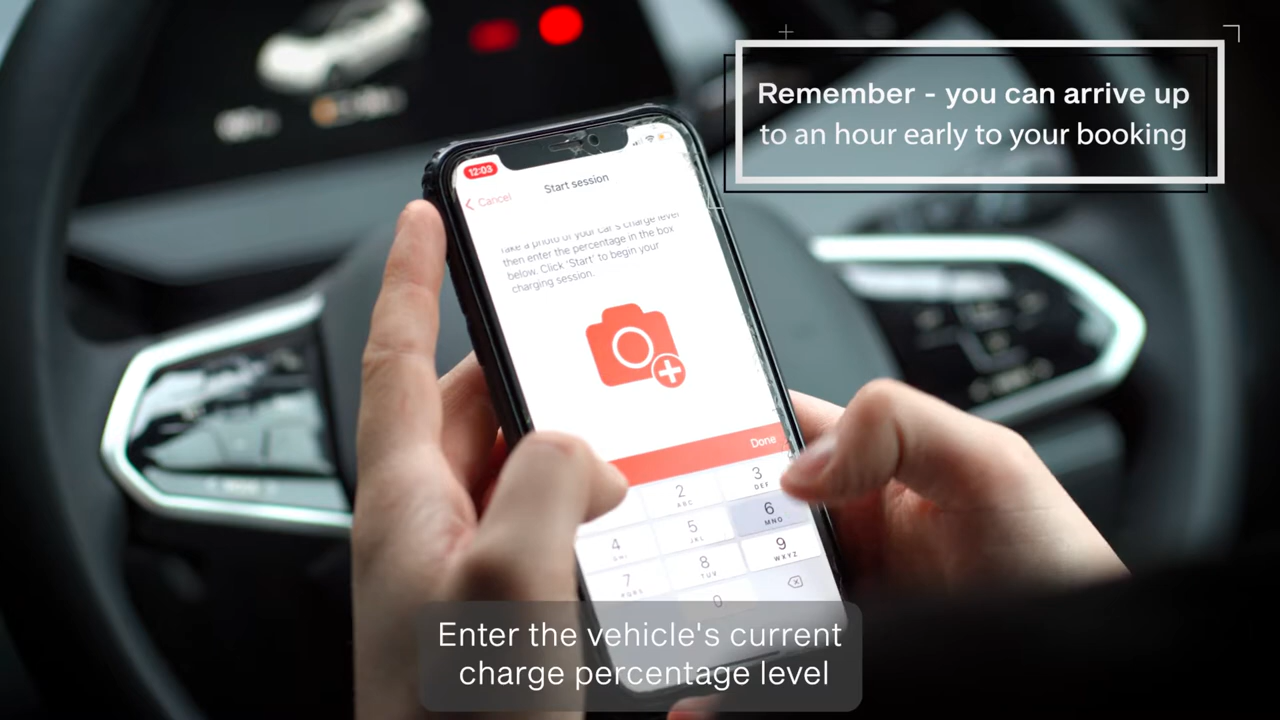 Remember - you can arrive up
to an hour early to your booking
12:03
Start session
Cancel
Take a photo of your car's charge level
then enter the percentage in the box
below. Click 'Start' to begin your
charging session.
Done
2
ABC
3
DEF
4
5
JKL
6
MNO
7
8
TUV
9
WXYZ
0
Enter the vehicle's current
charge percentage level